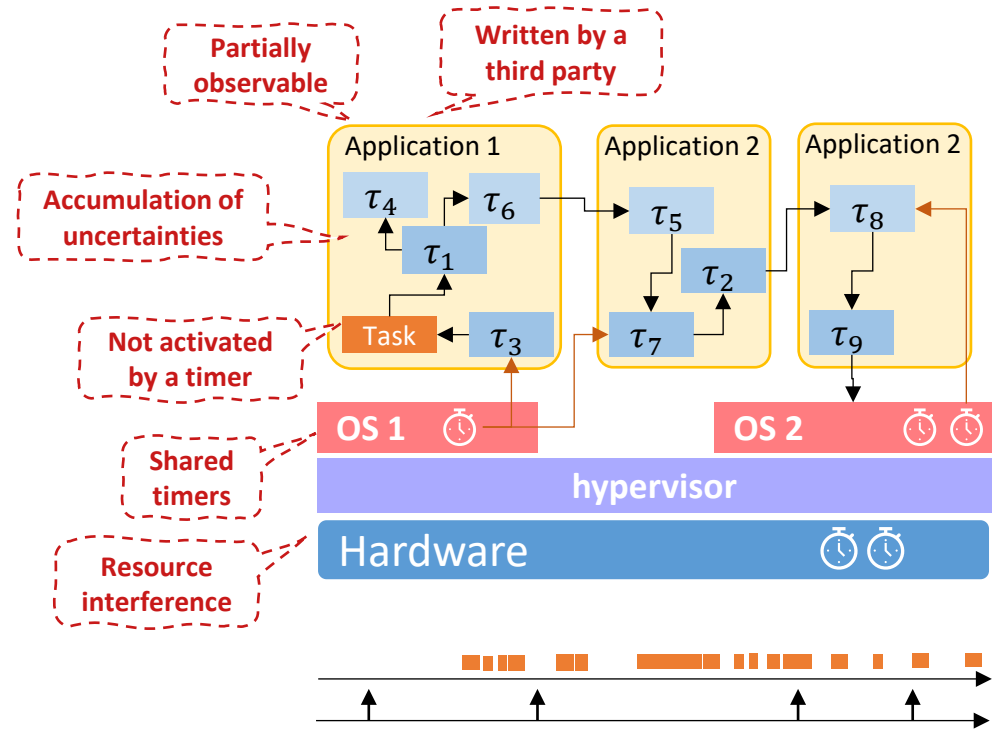 Partially
observable
Written by a
third party
Application 1
Application 2
Application 2
Accumulation of
uncertainties
τ4
τ6
τ1
τ5
τ2
τ8
Not activated
by a timer
Task
τ3
τ7
τ9
OS 1
OS 2
Shared
timers
hypervisor
Hardware
Resource
interference